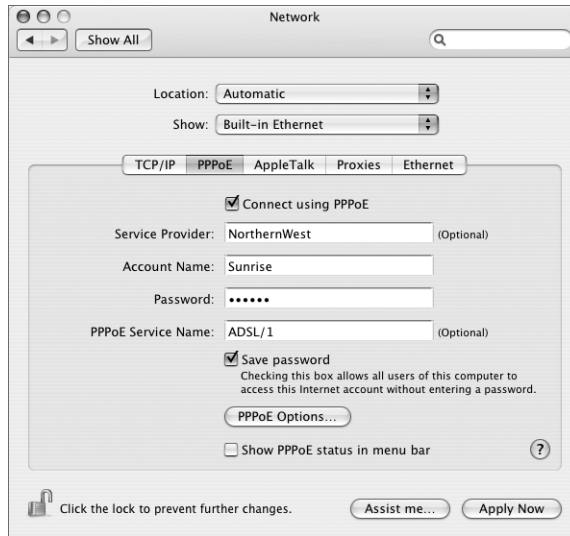 Network
Show All
Location: Automatic
Show: Built-in Ethernet
TCP/IP PPPoE AppleTalk Proxies Ethernet
Connect using PPPoE
Service Provider: NorthernWest (Optional)
Account Name: Sunrise
Password: ••••••
PPPoE Service Name: ADSL/1 (Optional)
Save password
Checking this box allows all users of this computer to
access this Internet account without entering a password.
PPPoE Options...
Show PPPoE status in menu bar ?
Click the lock to prevent further changes. Assist me... Apply Now